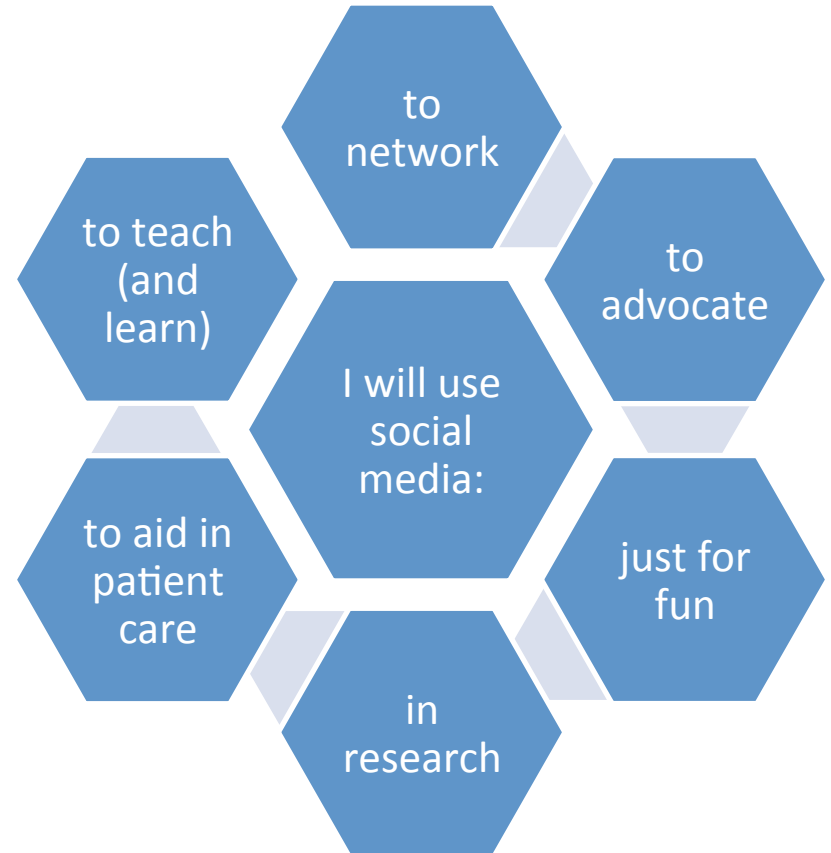 I will use
social
media:
to
network
to
advocate
just for
fun
in
research
to aid in
patient
care
to teach
(and
learn)